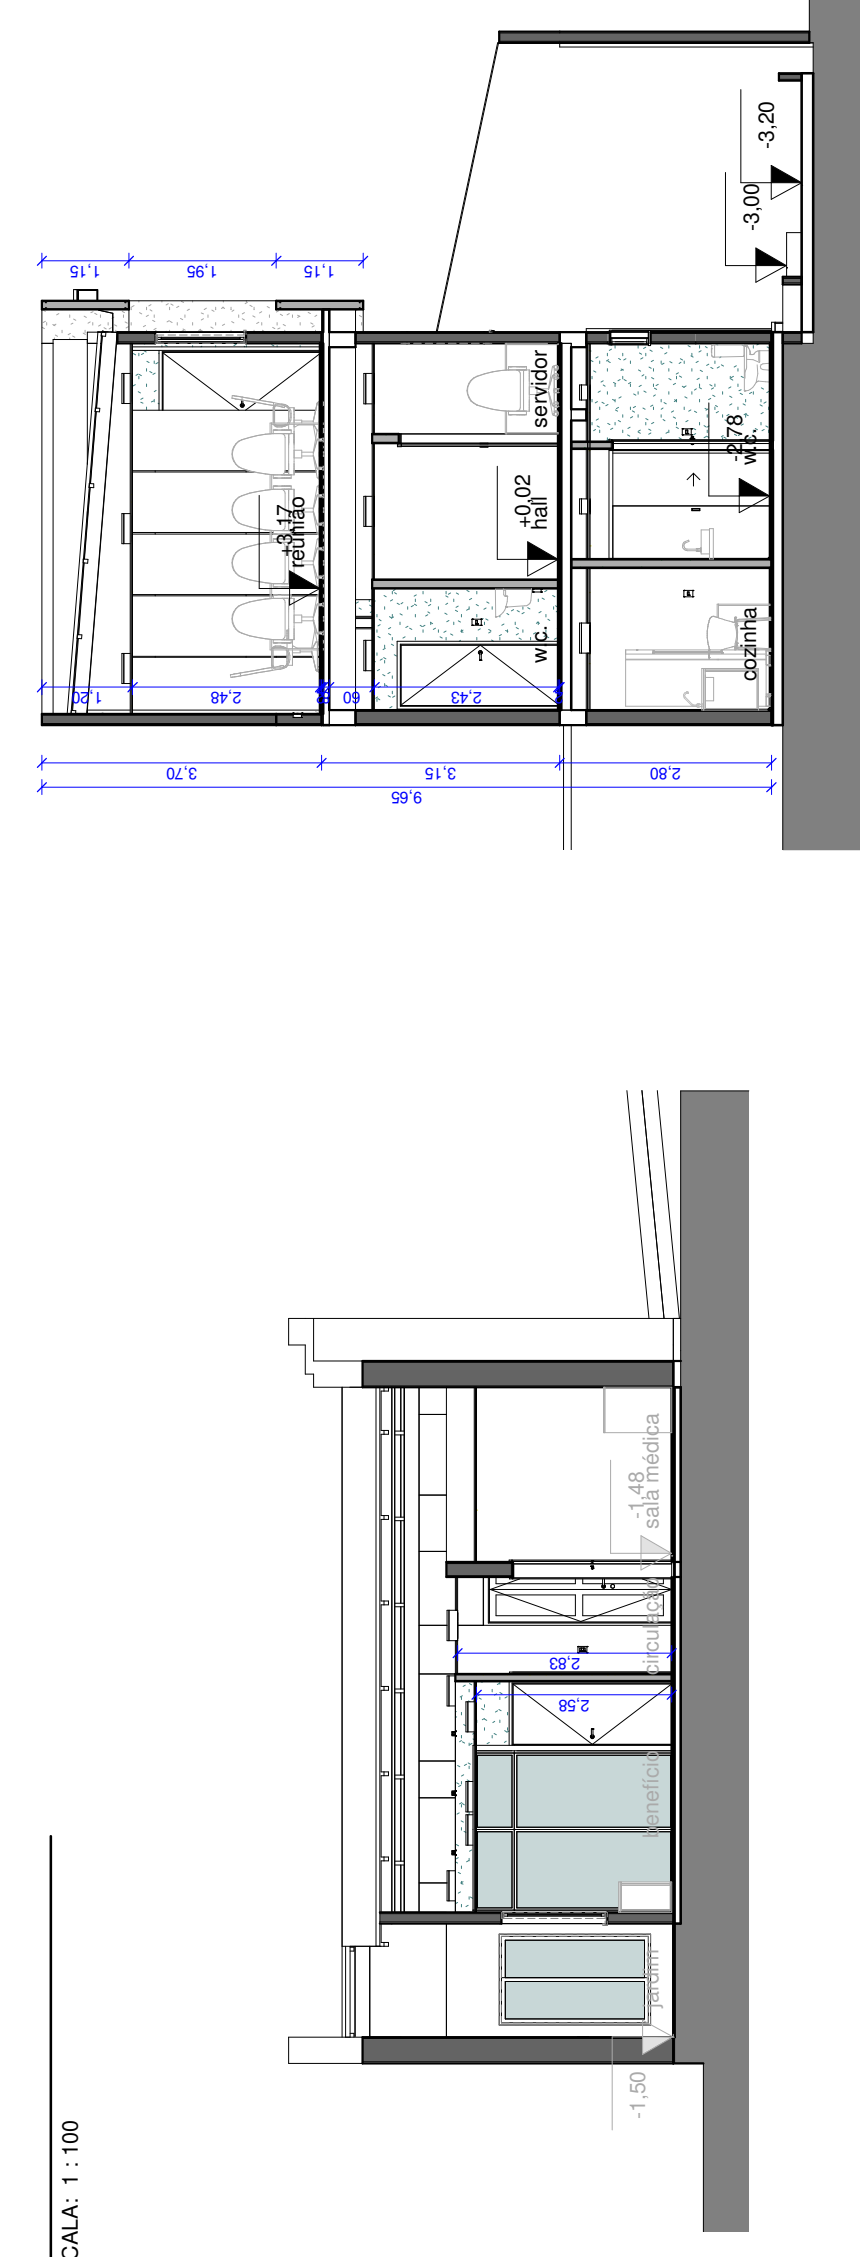 -3,20
-3,00
1,15
1,95
1,15
servidor
-2,78
w.c.
+3,17
reunião
+0,02
hall
w.c.
cozinha
1,20
2,48
60
2,43
3,70
3,15
2,80
9,65
-1,48
sala médica
circulação
2,83
2,58
benefício
jardim
-1,50
CALA: 1 : 100